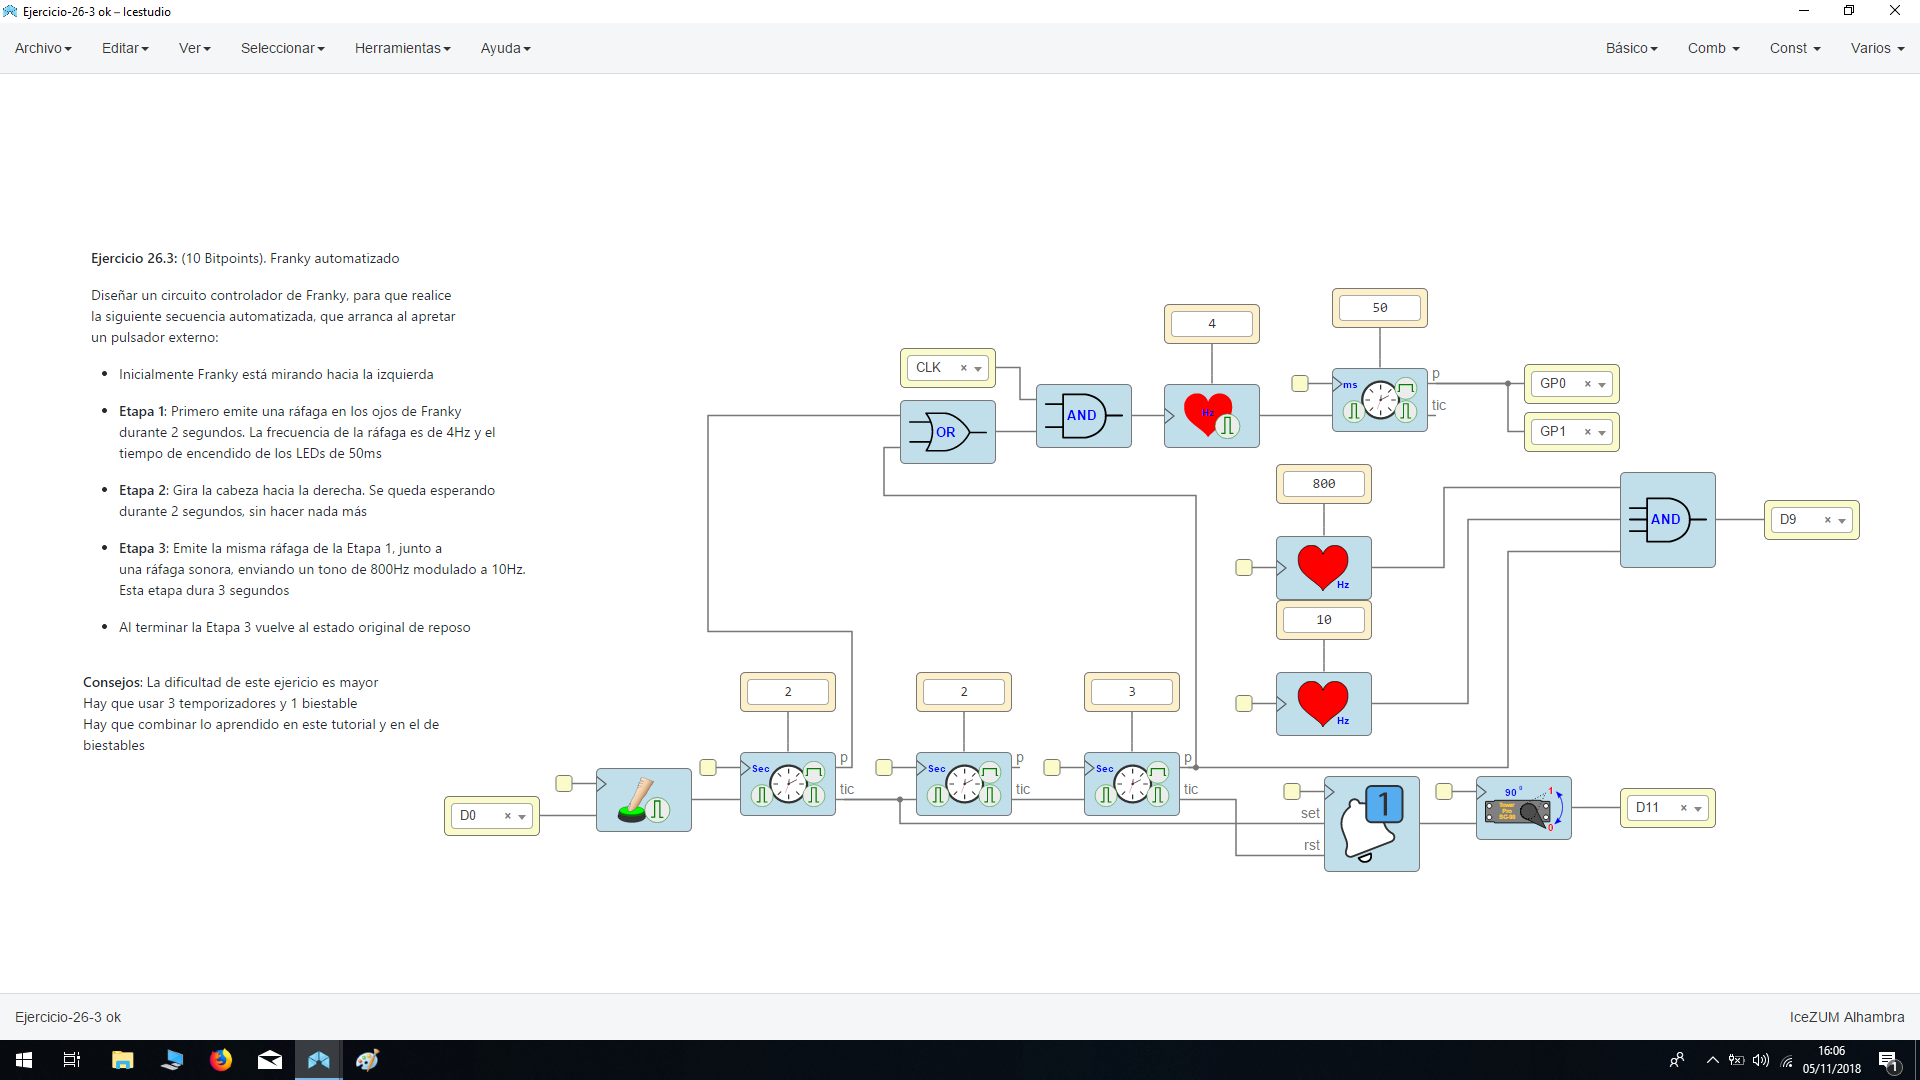 Ejercicio-26-3 ok – Icestudio
Archivo Editar Ver Seleccionar Herramientas Ayuda Básico Comb Const Varios
Ejercicio 26.3: (10 Bitpoints). Franky automatizado
Diseñar un circuito controlador de Franky, para que realice
la siguiente secuencia automatizada, que arranca al apretar
un pulsador externo:
• Inicialmente Franky está mirando hacia la izquierda
• Etapa 1: Primero emite una ráfaga en los ojos de Franky
durante 2 segundos. La frecuencia de la ráfaga es de 4Hz y el
tiempo de encendido de los LEDs de 50ms
• Etapa 2: Gira la cabeza hacia la derecha. Se queda esperando
durante 2 segundos, sin hacer nada más
• Etapa 3: Emite la misma ráfaga de la Etapa 1, junto a
una ráfaga sonora, enviando un tono de 800Hz modulado a 10Hz.
Esta etapa dura 3 segundos
• Al terminar la Etapa 3 vuelve al estado original de reposo
Consejos: La dificultad de este ejericio es mayor
Hay que usar 3 temporizadores y 1 biestable
Hay que combinar lo aprendido en este tutorial y en el de
biestables
50
4
CLK
OR
AND
Hz
ms
p
tic
GP0
GP1
800
Hz
10
Hz
AND
D9
2
2
3
D0
Sec
p
tic
Sec
p
tic
Sec
p
tic
set
rst
1
90 º
1
0
Tower
Pro
SG-90
D11
Ejercicio-26-3 ok
IceZUM Alhambra
16:06
05/11/2018
1